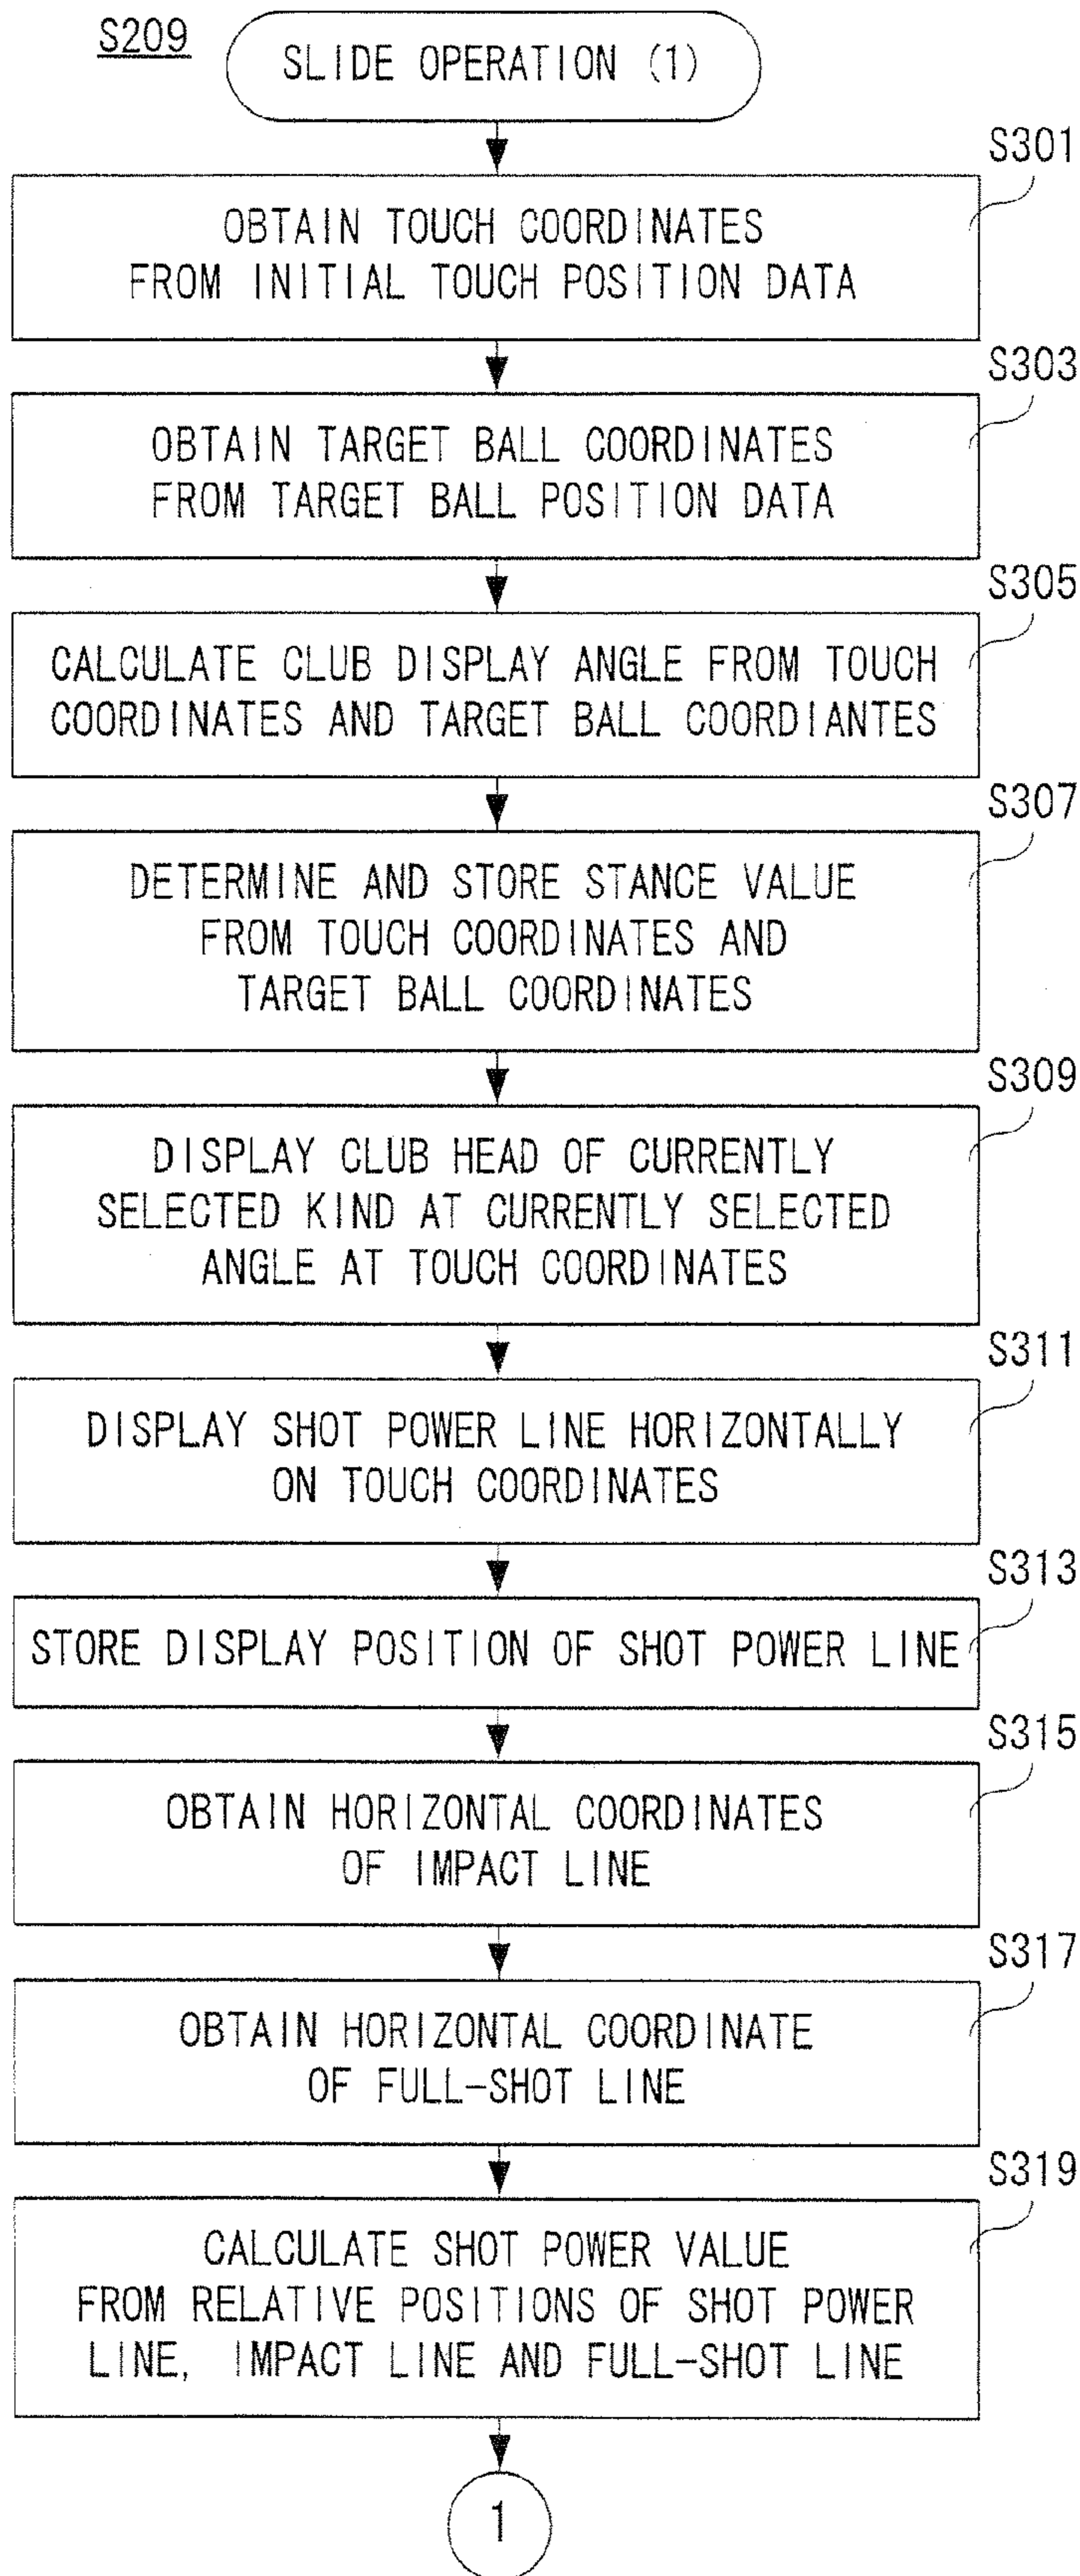 S209
SLIDE OPERATION (1)
S301
OBTAIN TOUCH COORDINATES
FROM INITIAL TOUCH POSITION DATA
S303
OBTAIN TARGET BALL COORDINATES
FROM TARGET BALL POSITION DATA
S305
CALCULATE CLUB DISPLAY ANGLE FROM TOUCH
COORDINATES AND TARGET BALL COORDIANTES
S307
DETERMINE AND STORE STANCE VALUE
FROM TOUCH COORDINATES AND
TARGET BALL COORDINATES
S309
DISPLAY CLUB HEAD OF CURRENTLY
SELECTED KIND AT CURRENTLY SELECTED
ANGLE AT TOUCH COORDINATES
S311
DISPLAY SHOT POWER LINE HORIZONTALLY
ON TOUCH COORDINATES
S313
STORE DISPLAY POSITION OF SHOT POWER LINE
S315
OBTAIN HORIZONTAL COORDINATES
OF IMPACT LINE
S317
OBTAIN HORIZONTAL COORDINATE
OF FULL-SHOT LINE
S319
CALCULATE SHOT POWER VALUE
FROM RELATIVE POSITIONS OF SHOT POWER
LINE, IMPACT LINE AND FULL-SHOT LINE
1